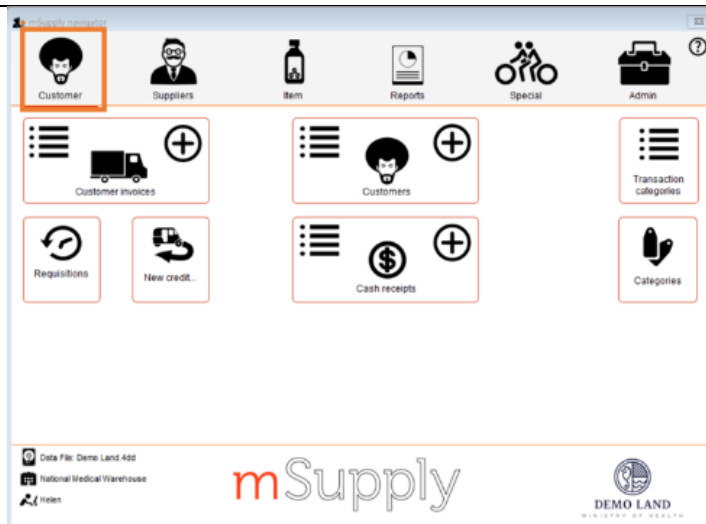 mSupply navigator
Customer
Suppliers
Item
Reports
Special
Admin
?
Customer invoices
Customers
Transaction
categories
Requisitions
New credit...
Cash receipts
Categories
Data File: Demo Land.4dd
National Medical Warehouse
Helen
mSupply
DEMO LAND
MINISTRY OF HEALTH